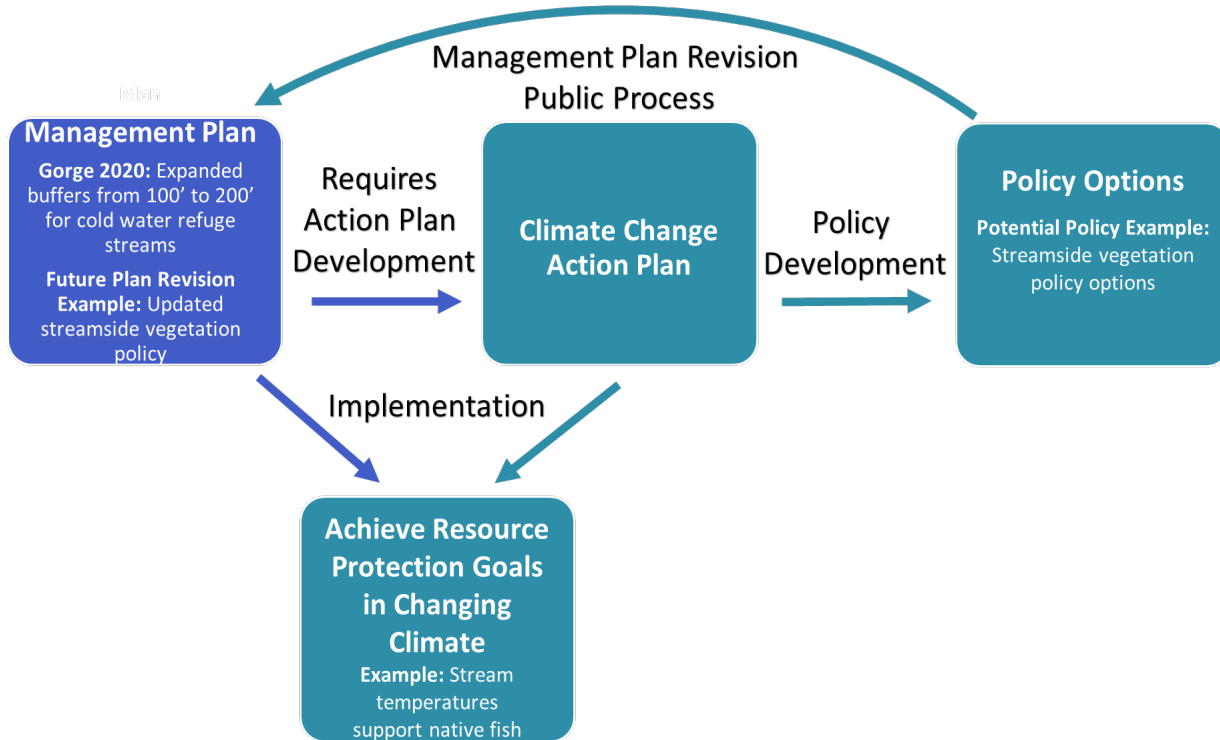 Management Plan Revision
Public Process
Man
Management Plan
Gorge 2020: Expanded
buffers from 100’ to 200’
for cold water refuge
streams
Future Plan Revision
Example: Updated
streamside vegetation
policy
Requires
Action Plan
Development
Climate Change
Action Plan
Policy
Development
Policy Options
Potential Policy Example:
Streamside vegetation
policy options
Implementation
Achieve Resource
Protection Goals
in Changing
Climate
Example: Stream
temperatures
support native fish